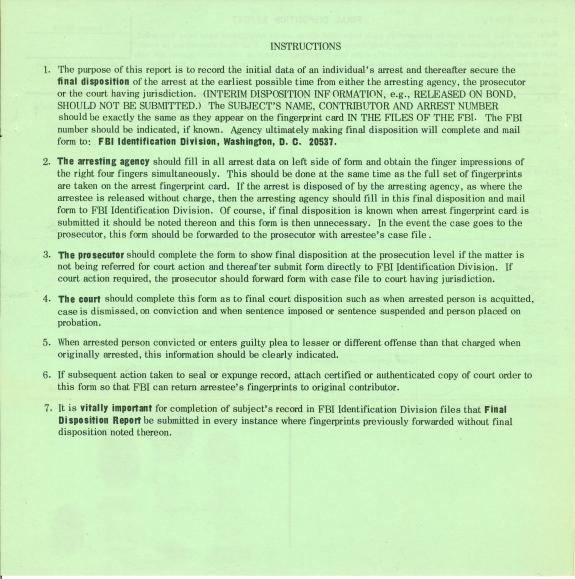 INSTRUCTIONS
1. The purpose of this report is to record the initial data of an individual's arrest and thereafter secure the
final disposition of the arrest at the earliest possible time from either the arresting agency, the prosecutor
or the court having jurisdiction. (INTERIM DISPOSITION INFORMATION, e.g., RELEASED ON BOND,
SHOULD NOT BE SUBMITTED.) The SUBJECT'S NAME, CONTRIBUTOR AND ARREST NUMBER
should be exactly the same as they appear on the fingerprint card IN THE FILES OF THE FBI. The FBI
number should be indicated, if known. Agency ultimately making final disposition will complete and mail
form to: FBI Identification Division, Washington, D. C. 20537.
2. The arresting agency should fill in all arrest data on left side of form and obtain the finger impressions of
the right four fingers simultaneously. This should be done at the same time as the full set of fingerprints
are taken on the arrest fingerprint card. If the arrest is disposed of by the arresting agency, as where the
arrestee is released without charge, then the arresting agency should fill in this final disposition and mail
form to FBI Identification Division. Of course, if final disposition is known when arrest fingerprint card is
submitted it should be noted thereon and this form is then unnecessary. In the event the case goes to the
prosecutor, this form should be forwarded to the prosecutor with arrestee's case file.
3. The prosecutor should complete the form to show final disposition at the prosecution level if the matter is
not being referred for court action and thereafter submit form directly to FBI Identification Division. If
court action required, the prosecutor should forward form with case file to court having jurisdiction.
4. The court should complete this form as to final court disposition such as when arrested person is acquitted,
case is dismissed, on conviction and when sentence imposed or sentence suspended and person placed on
probation.
5. When arrested person convicted or enters guilty plea to lesser or different offense than that charged when
originally arrested, this information should be clearly indicated.
6. If subsequent action taken to seal or expunge record, attach certified or authenticated copy of court order to
this form so that FBI can return arrestee's fingerprints to original contributor.
7. It is vitally important for completion of subject's record in FBI Identification Division files that Final
Disposition Report be submitted in every instance where fingerprints previously forwarded without final
disposition noted thereon.